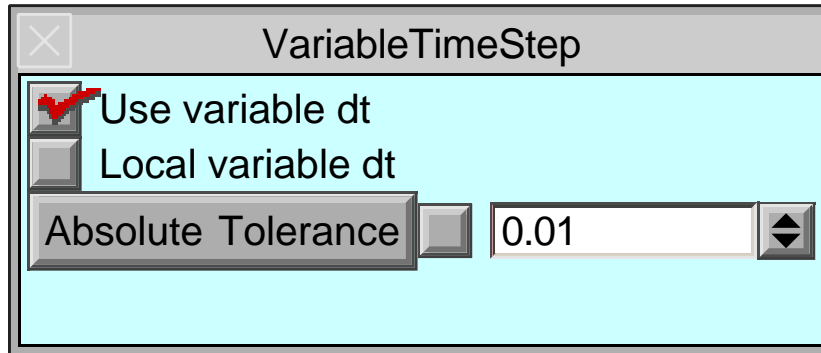 VariableTimeStep
Use variable dt
Local variable dt
Absolute Tolerance 0.01